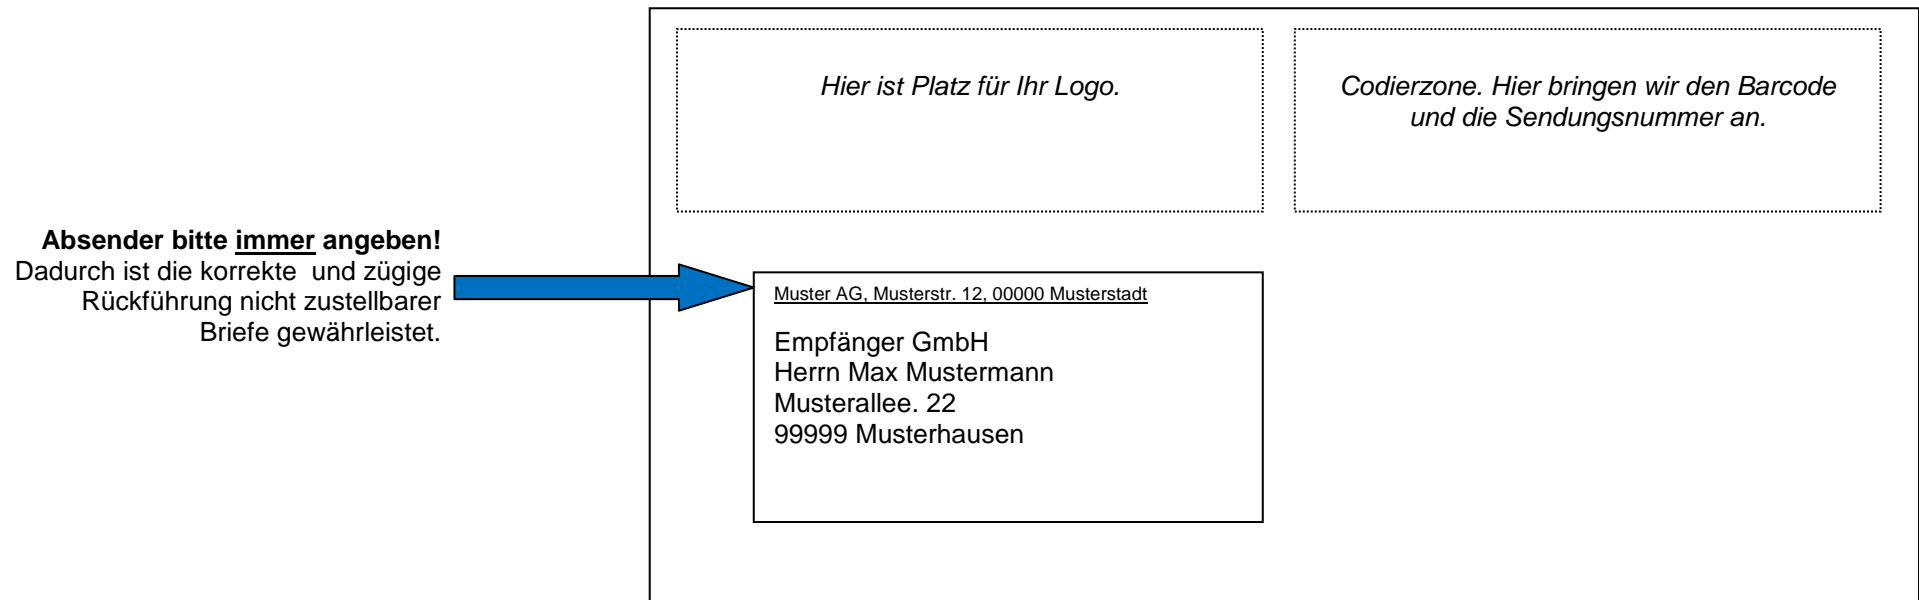 Hier ist Platz für Ihr Logo.
Codierzone. Hier bringen wir den Barcode
und die Sendungsnummer an.
Absender bitte immer angeben!
Dadurch ist die korrekte  und zügige
Rückführung nicht zustellbarer
Briefe gewährleistet.
Muster AG, Musterstr. 12, 00000 Musterstadt
Empfänger GmbH
Herrn Max Mustermann
Musterallee. 22
99999 Musterhausen